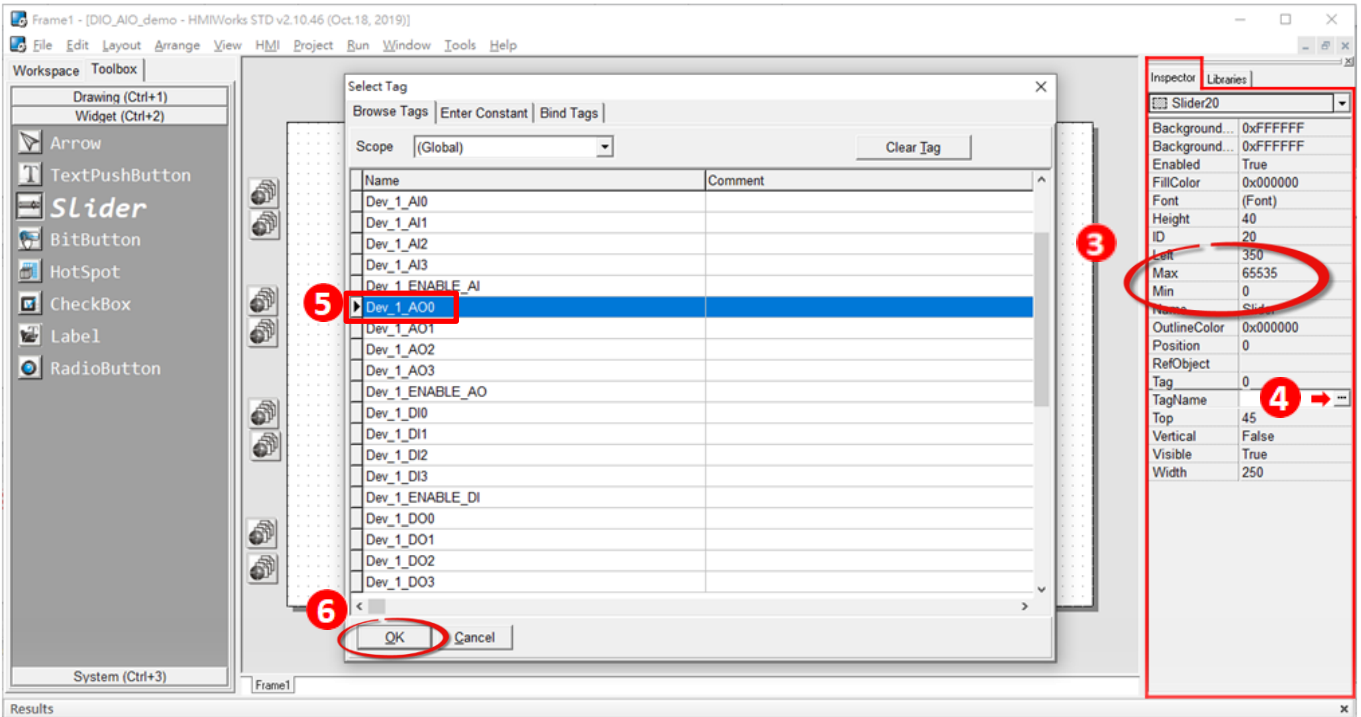 Frame1 - [DIO_AIO_demo - HMIWorks STD v2.10.46 (Oct.18, 2019)]
File Edit Layout Arrange View HMI Project Run Window Tools Help
Workspace Toolbox
Drawing (Ctrl+1)
Widget (Ctrl+2)
Arrow
TextPushButton
Slider
BitButton
HotSpot
CheckBox
Label
RadioButton
System (Ctrl+3)
Select Tag
Browse Tags Enter Constant Bind Tags
Scope (Global) Clear Tag
Name Comment
Dev_1_AI0
Dev_1_AI1
Dev_1_AI2
Dev_1_AI3
Dev_1_ENABLE_AI
5 Dev_1_AO0
Dev_1_AO1
Dev_1_AO2
Dev_1_AO3
Dev_1_ENABLE_AO
Dev_1_DI0
Dev_1_DI1
Dev_1_DI2
Dev_1_DI3
Dev_1_ENABLE_DI
Dev_1_DO0
Dev_1_DO1
Dev_1_DO2
Dev_1_DO3
6
OK Cancel
Frame1
Inspector Libraries
Slider20
Background... 0xFFFFFF
Background... 0xFFFFFF
Enabled True
FillColor 0x000000
Font (Font)
Height 40
3
ID 20
Left 350
Max 65535
Min 0
Name Slider
OutlineColor 0x000000
Position 0
RefObject
Tag 0
TagName 4 ...
Top 45
Vertical False
Visible True
Width 250
Results